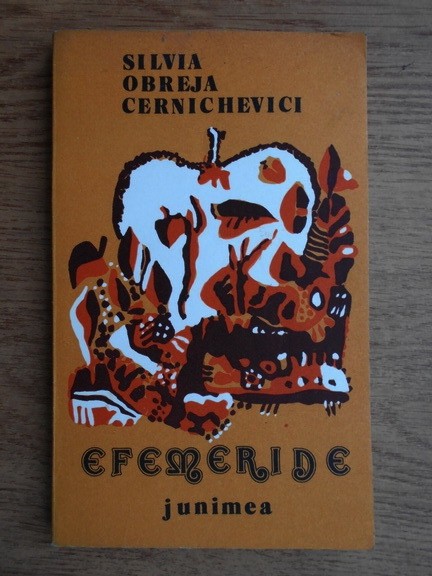 SILVIA
OBREJA
CERNICHEVICI
EFEMERIDE
junimea